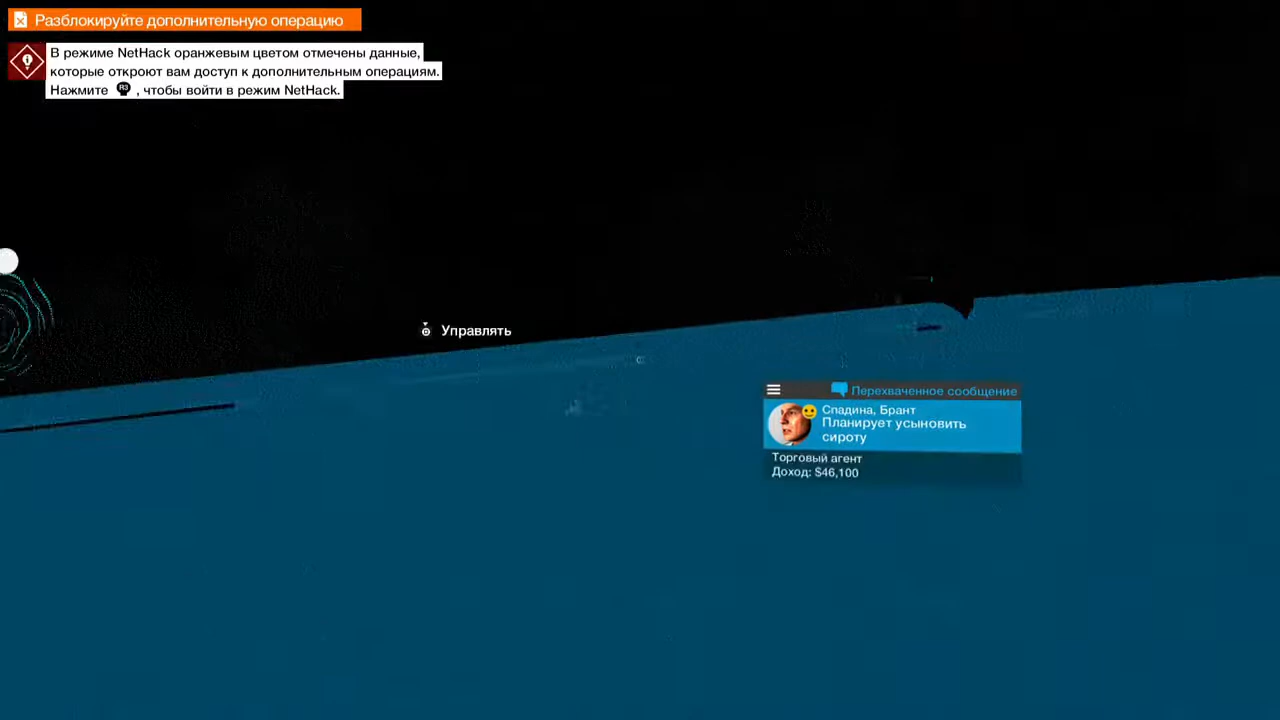 Разблокируйте дополнительную операцию
В режиме NetHack оранжевым цветом отмечены данные,
которые откроют вам доступ к дополнительным операциям.
Нажмите R3 , чтобы войти в режим NetHack.
Управлять
Перехваченное сообщение
Спадина, Брант
Планирует усыновить
сироту
Торговый агент
Доход: $46,100